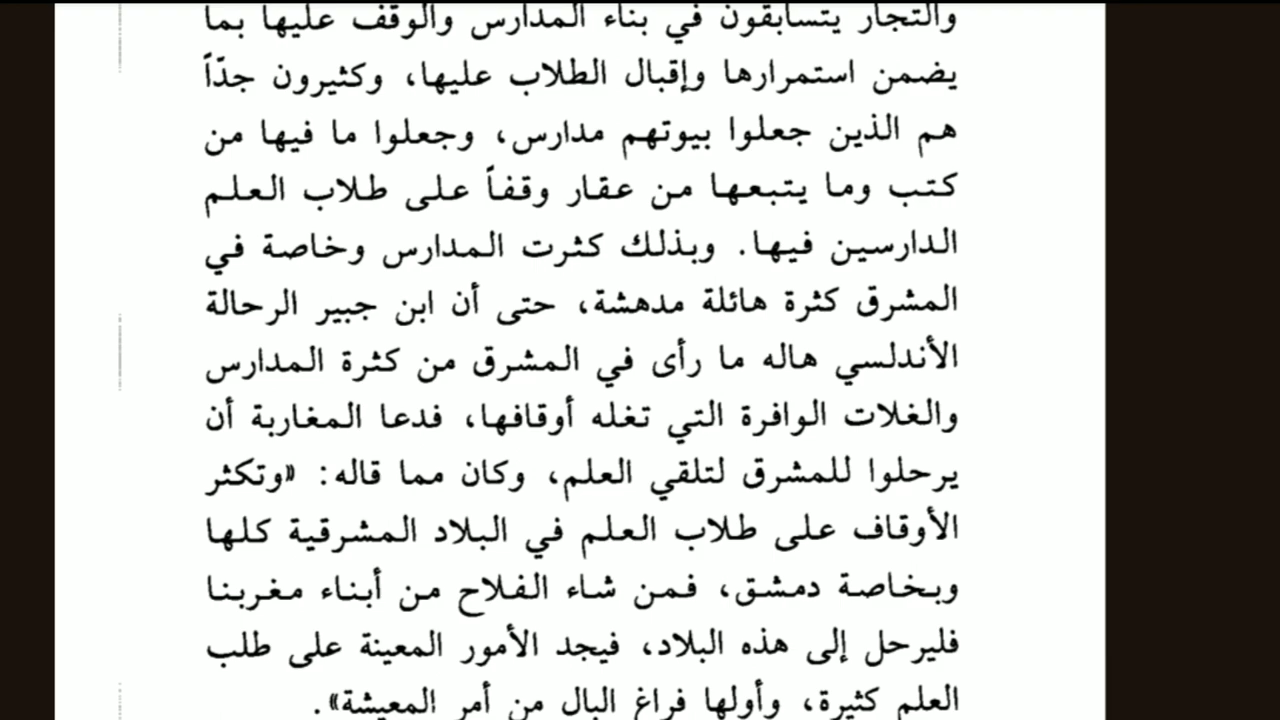 والتجار يتسابقون في بناء المدارس والوقف عليها بما
يضمن استمرارها وإقبال الطلاب عليها، وكثيرون جدّاً
هم الذين جعلوا بيوتهم مدارس، وجعلوا ما فيها من
كتب وما يتبعها من عقار وقفاً على طلاب العلم
الدارسين فيها. وبذلك كثرت المدارس وخاصة في
المشرق كثرة هائلة مدهشة، حتى أن ابن جبير الرحالة
الأندلسي هاله ما رأى في المشرق من كثرة المدارس
والغلات الوافرة التي تغله أوقافها، فدعا المغاربة أن
يرحلوا للمشرق لتلقي العلم، وكان مما قاله: «وتكثر
الأوقاف على طلاب العلم في البلاد المشرقية كلها
وبخاصة دمشق، فمن شاء الفلاح من أبناء مغربنا
فليرحل إلى هذه البلاد، فيجد الأمور المعينة على طلب
العلم كثيرة، وأولها فراغ البال من أمر المعيشة».